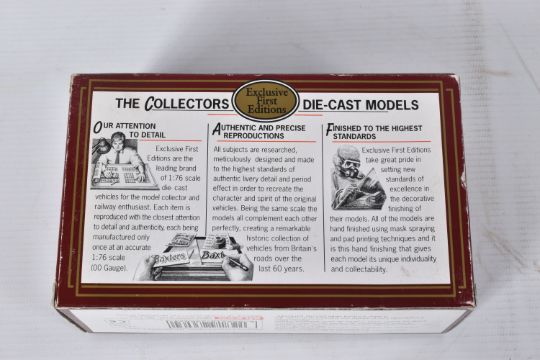 THE COLLECTORS
Exclusive
First
Editions
DIE-CAST MODELS
OUR ATTENTION
TO DETAIL
Exclusive First
Editions are the
leading brand
of 1:76 scale
die-cast
vehicles for the model collector and
railway enthusiast. Each item is
reproduced with the closest attention
to detail and authenticity, each being
manufactured only
once at an accurate
1:76 scale
(00 Gauge).
AUTHENTIC AND PRECISE
REPRODUCTIONS
All subjects are researched,
meticulously designed and made
to the highest standards of
authentic livery detail and period
effect in order to recreate the
character and spirit of the original
vehicles. Being the same scale the
models all complement each other
perfectly, creating a remarkable
historic collection of
vehicles from Britain's
roads over the
last 60 years.
Baxters
Baxt
FINISHED TO THE HIGHEST
STANDARDS
Exclusive First Editions
take great pride in
setting new
standards of
excellence in
the decorative
finishing of
their models. All of the models are
hand finished using mask spraying
and pad printing techniques and it
is this hand finishing that gives
each model its unique individuality
and collectability.